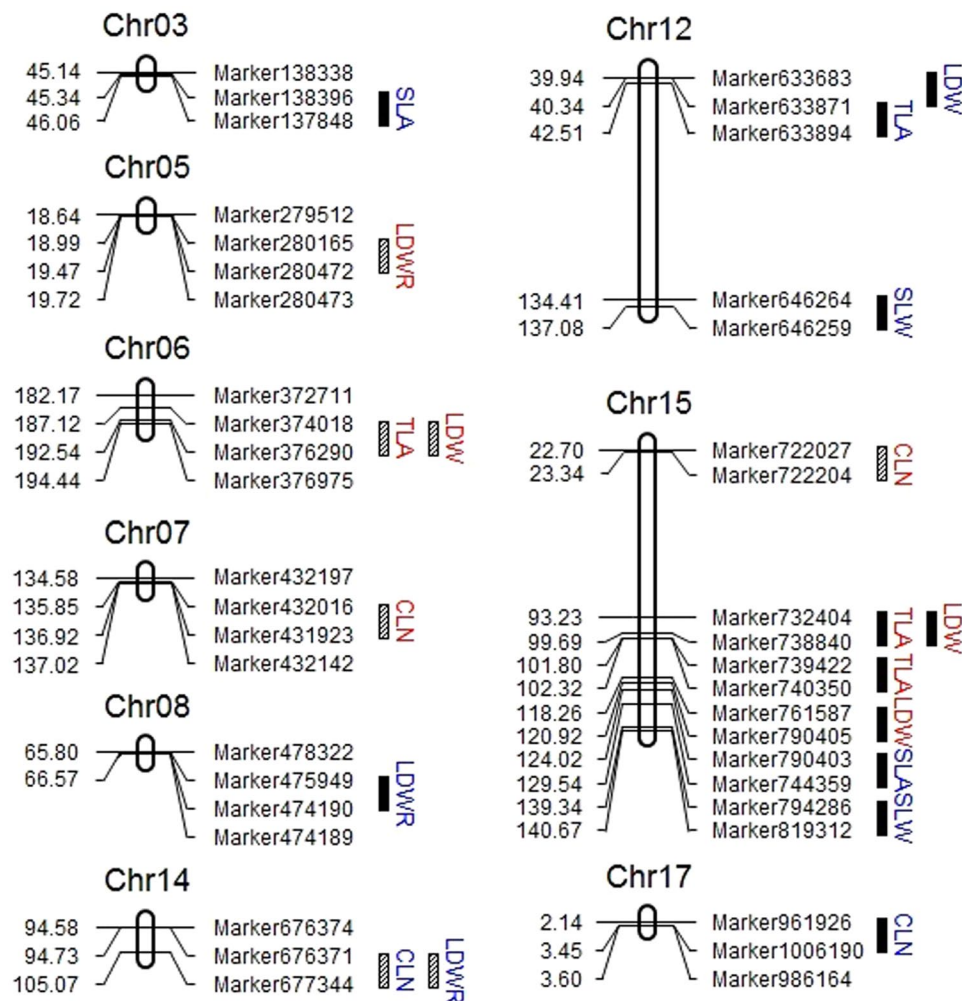 Chr03
45.14 Marker138338
45.34 Marker138396
46.06 Marker137848
SLA
Chr05
18.64 Marker279512
18.99 Marker280165
19.47 Marker280472
19.72 Marker280473
LDWR
Chr06
182.17 Marker372711
187.12 Marker374018
192.54 Marker376290
194.44 Marker376975
TLA LDW
Chr07
134.58 Marker432197
135.85 Marker432016
136.92 Marker431923
137.02 Marker432142
CLN
Chr08
65.80 Marker478322
66.57 Marker475949
Marker474190
Marker474189
LDWR
Chr14
94.58 Marker676374
94.73 Marker676371
105.07 Marker677344
CLN LDWR
Chr12
39.94 Marker633683
40.34 Marker633871
42.51 Marker633894
TLA LDW
134.41 Marker646264
137.08 Marker646259
SLW
Chr15
22.70 Marker722027
23.34 Marker722204
CLN
93.23 Marker732404
99.69 Marker738840
101.80 Marker739422
102.32 Marker740350
118.26 Marker761587
120.92 Marker790405
124.02 Marker790403
129.54 Marker744359
139.34 Marker794286
140.67 Marker819312
TLA LDW
TLA
LDW
SLA
SLW
Chr17
2.14 Marker961926
3.45 Marker1006190
3.60 Marker986164
CLN